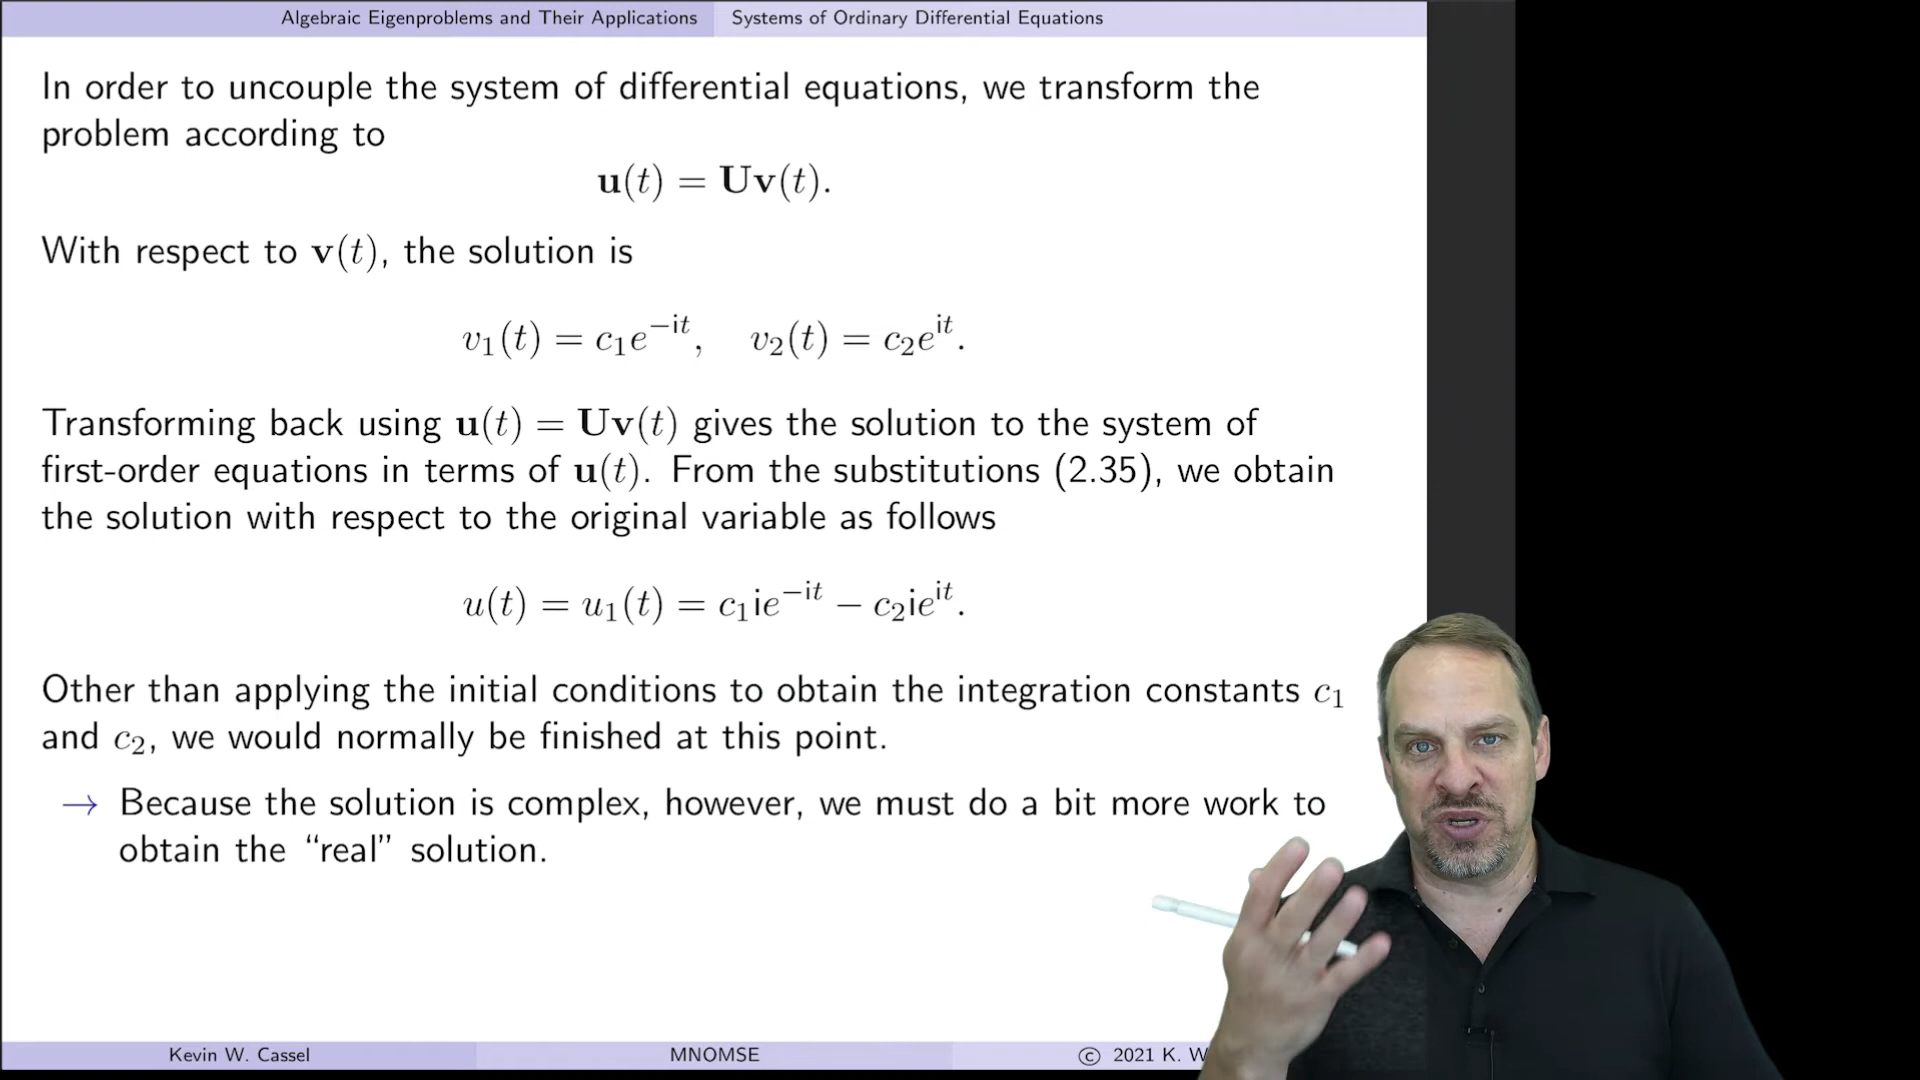 Algebraic Eigenproblems and Their Applications Systems of Ordinary Differential Equations
In order to uncouple the system of differential equations, we transform the
problem according to
u(t) = Uv(t).
With respect to v(t), the solution is
v₁(t) = c₁e⁻ⁱᵗ, v₂(t) = c₂eⁱᵗ.
Transforming back using u(t) = Uv(t) gives the solution to the system of
first-order equations in terms of u(t). From the substitutions (2.35), we obtain
the solution with respect to the original variable as follows
u(t) = u₁(t) = c₁ie⁻ⁱᵗ − c₂ieⁱᵗ.
Other than applying the initial conditions to obtain the integration constants c₁
and c₂, we would normally be finished at this point.
→ Because the solution is complex, however, we must do a bit more work to
obtain the “real” solution.
Kevin W. Cassel MNOMSE © 2021 K. W